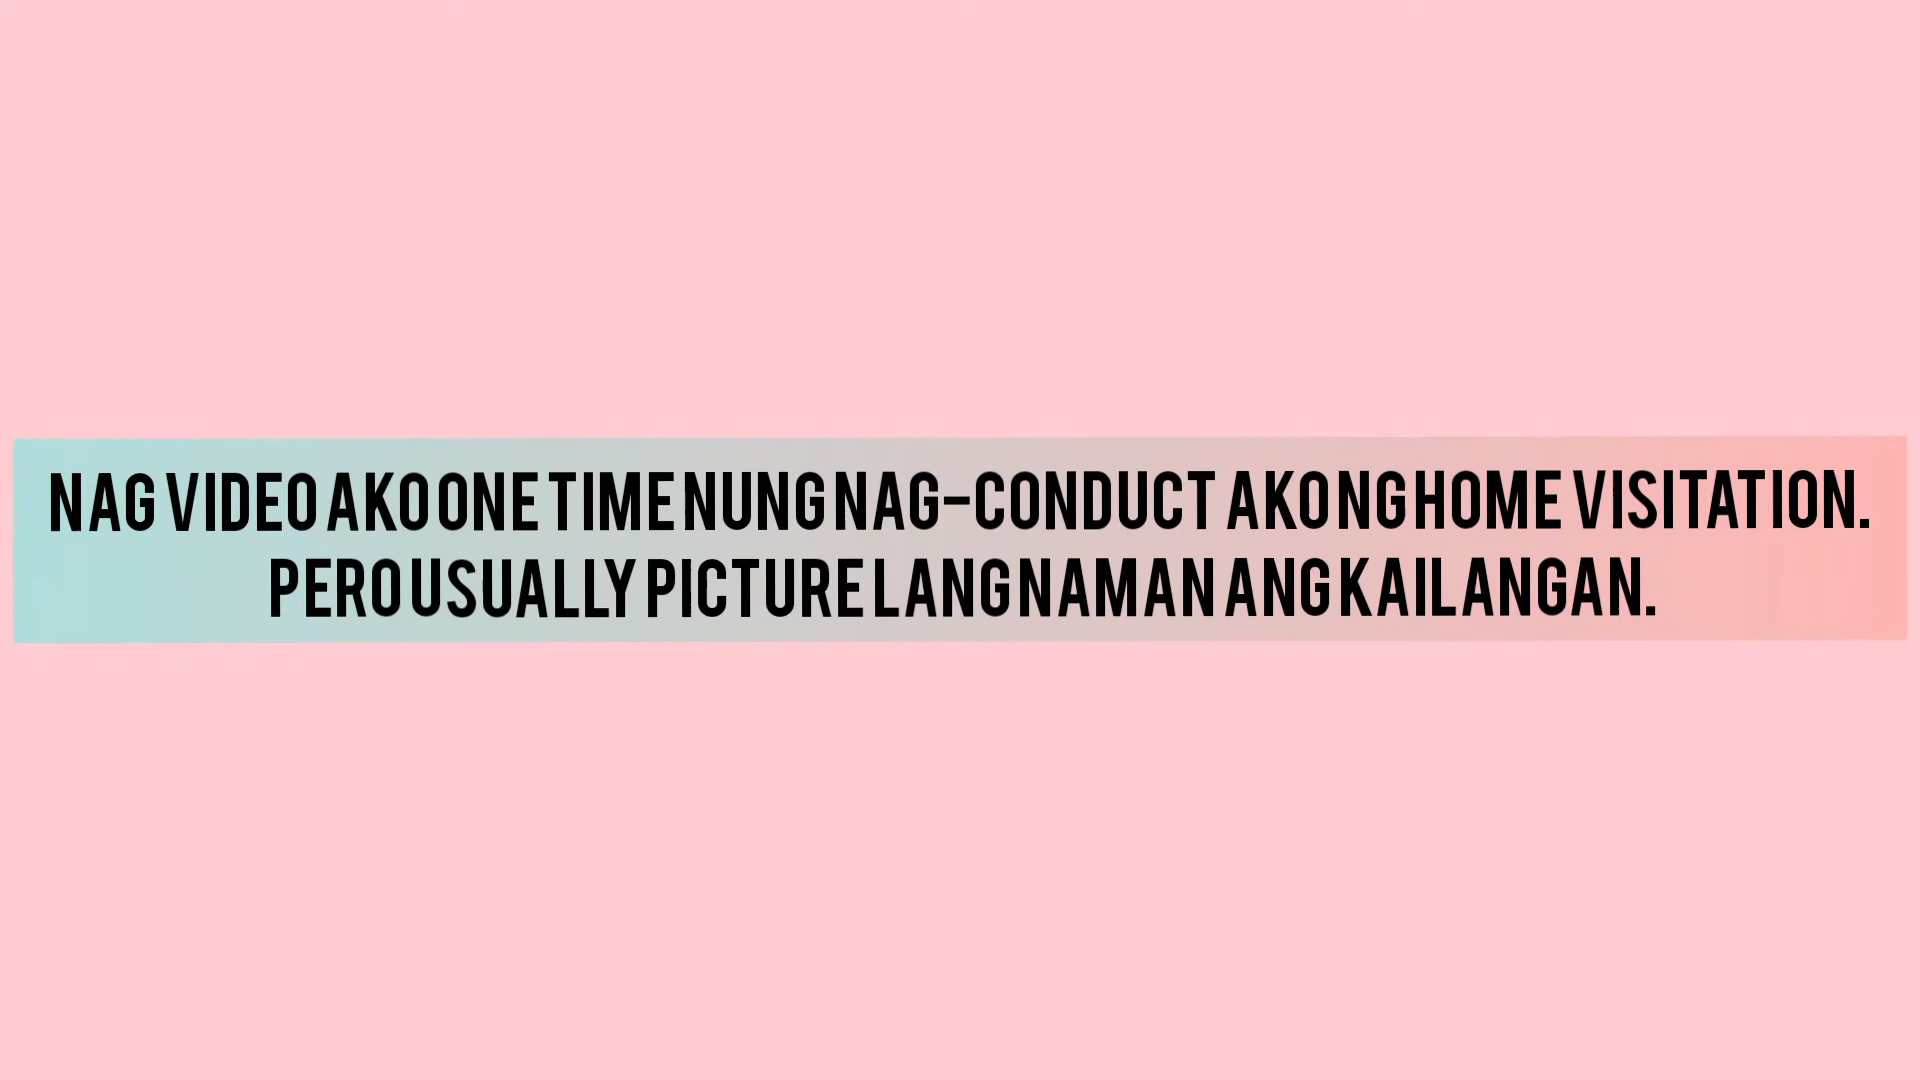 NAG VIDEO AKO ONE TIME NUNG NAG-CONDUCT AKO NG HOME VISITATION.
PERO USUALLY PICTURE LANG NAMAN ANG KAILANGAN.